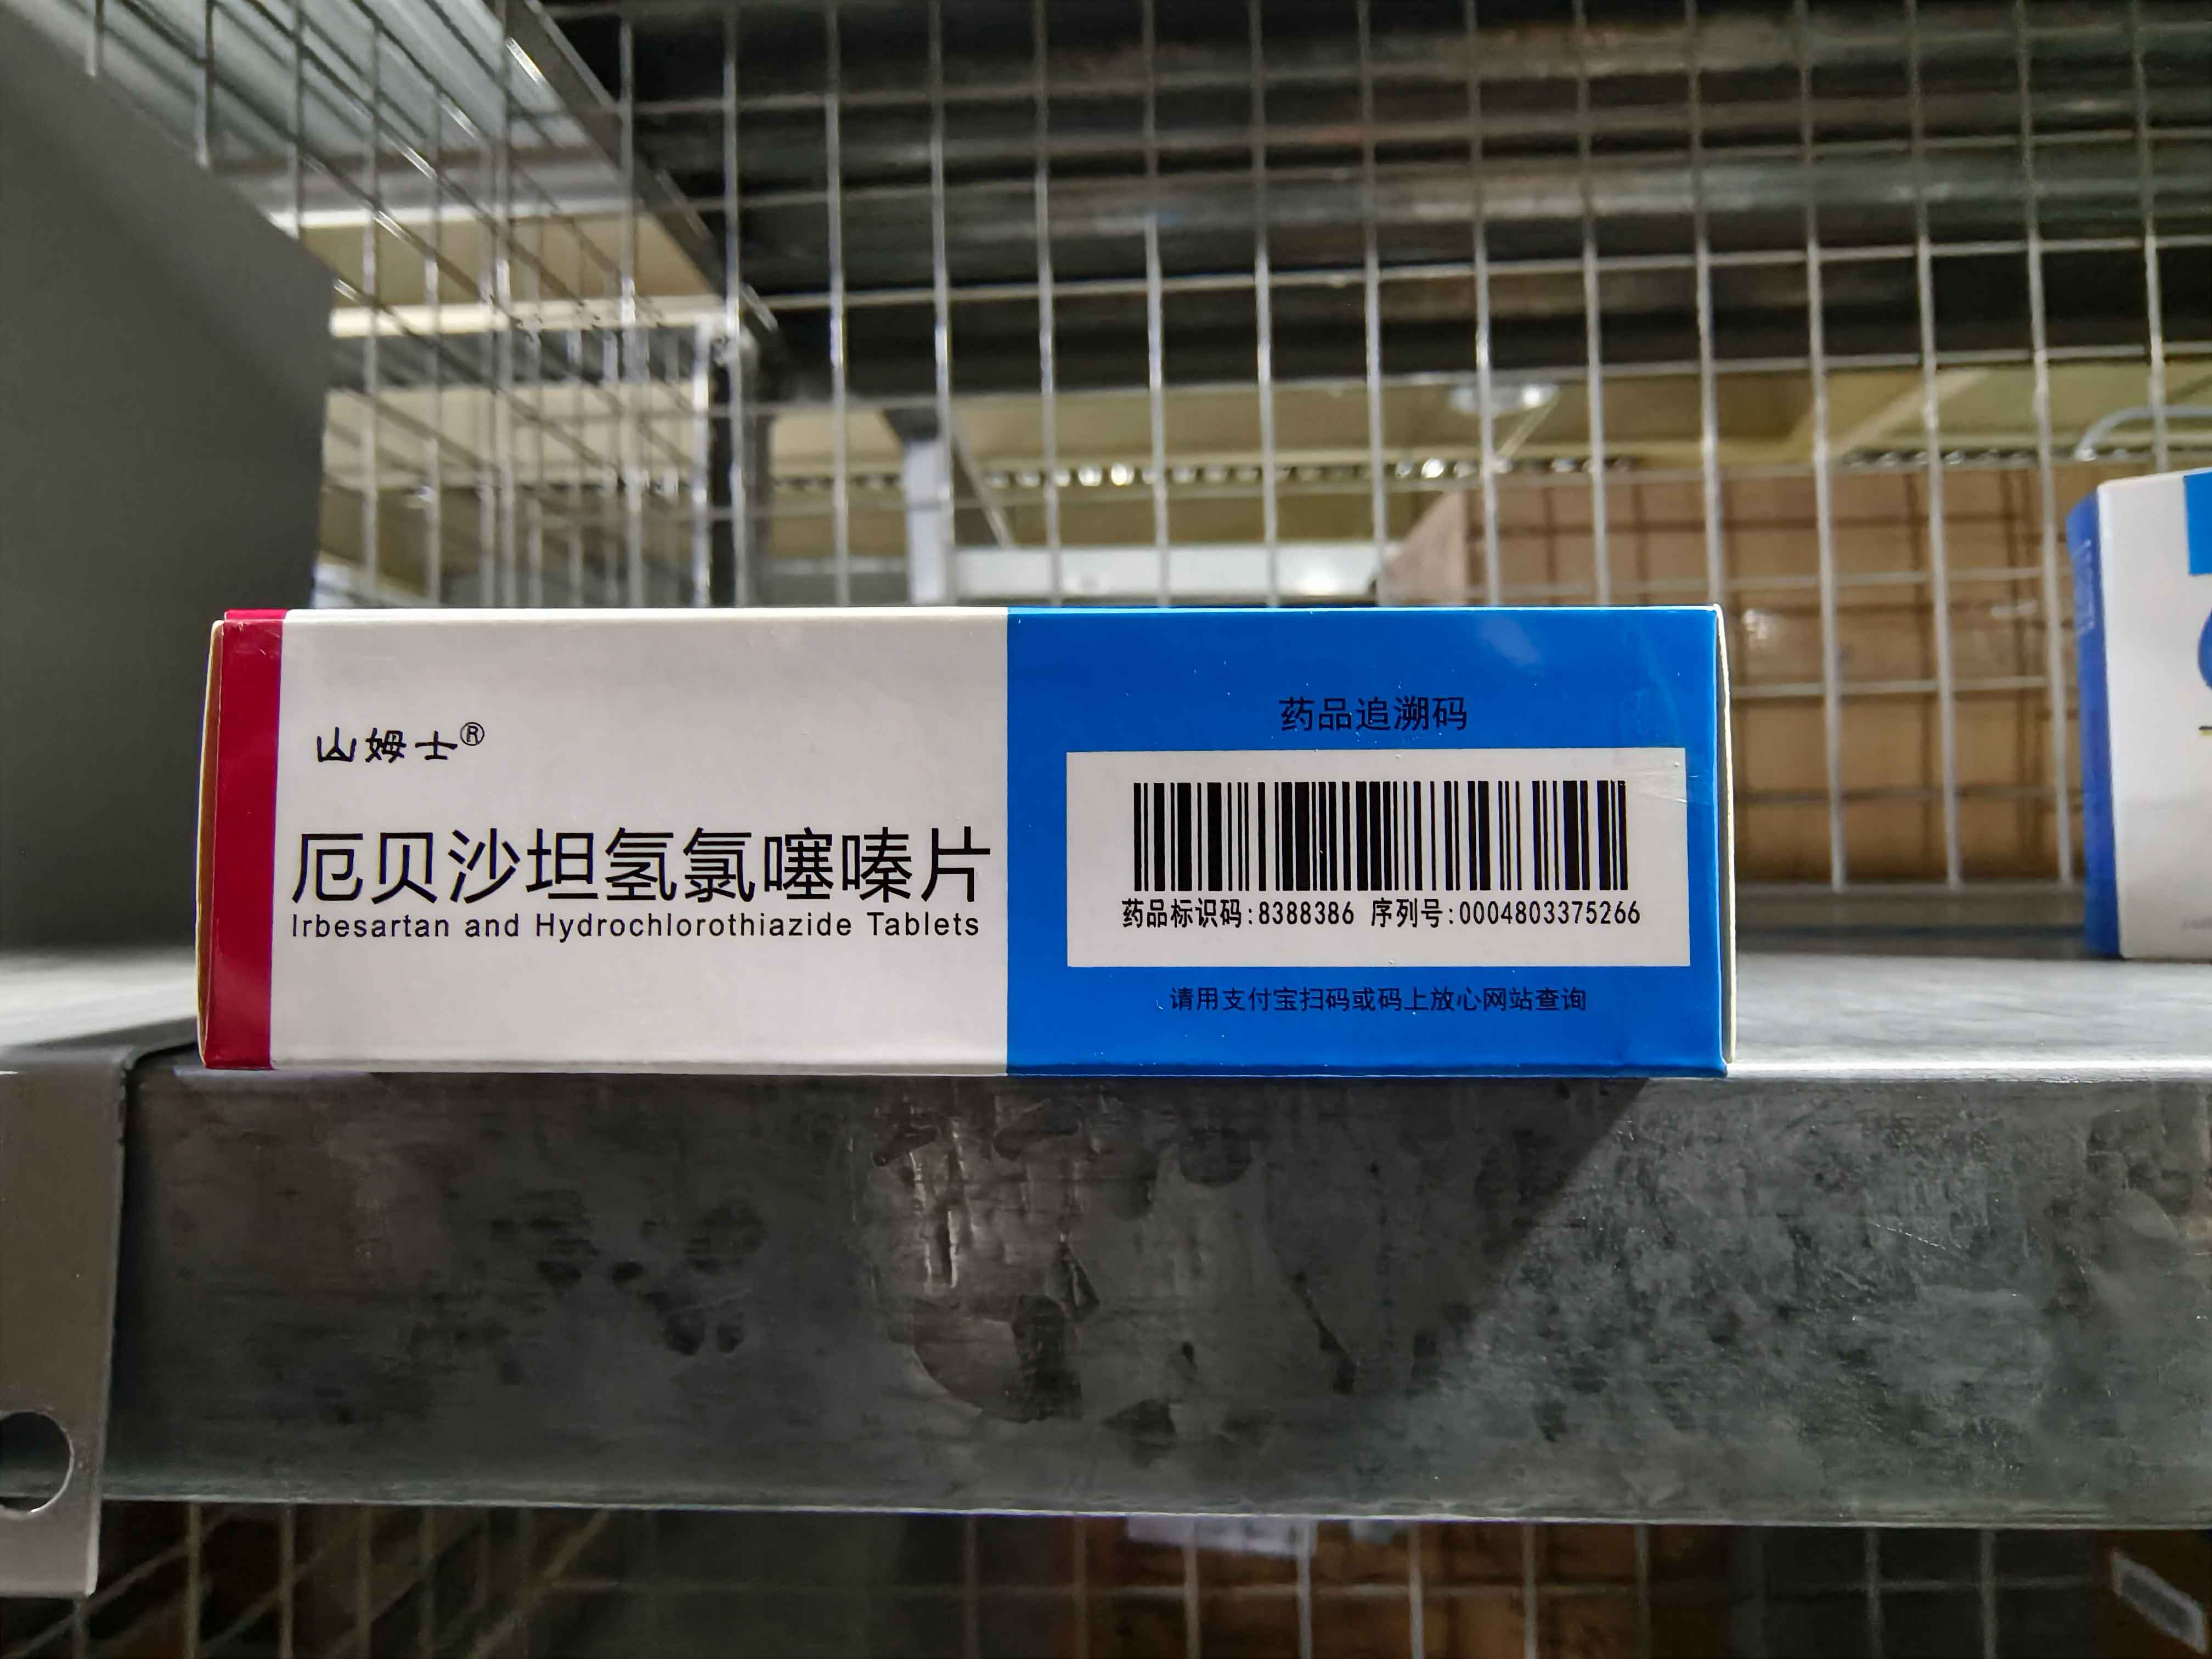 山姆士®
厄贝沙坦氢氯噻嗪片
Irbesartan and Hydrochlorothiazide Tablets
药品追溯码
药品标识码:8388386 序列号:0004803375266
请用支付宝扫码或码上放心网站查询